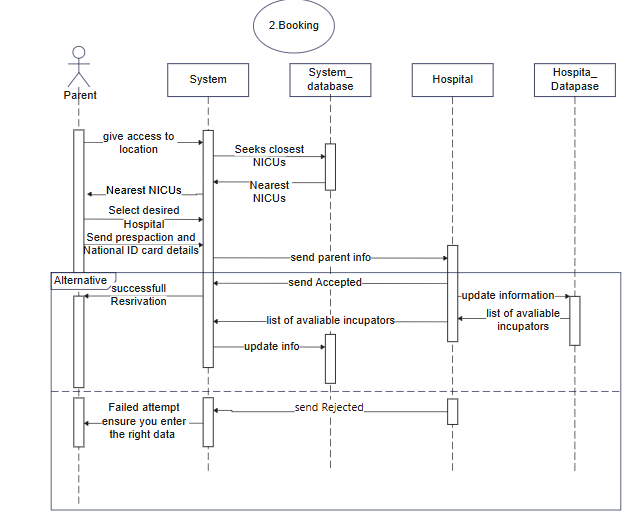 2.Booking
Parent
System
System_
database
Hospital
Hospita_
Datapase
give access to
location
Seeks closest
NICUs
Nearest
NICUs
Nearest NICUs
Select desired
Hospital
Send prespaction and
National ID card details
send parent info
Alternative
send Accepted
successfull
Resrivation
update information
list of avaliable
incupators
list of avaliable incupators
update info
Failed attempt
ensure you enter
the right data
send Rejected